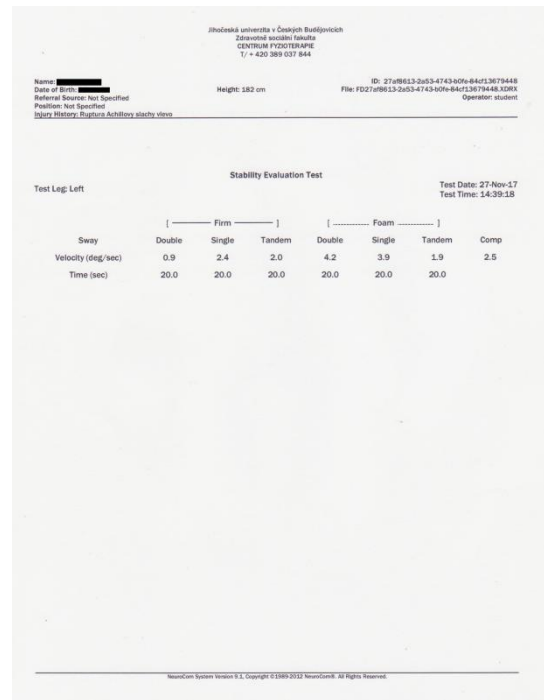 Jihočeská univerzita v Českých Budějovicích
Zdravotně sociální fakulta
CENTRUM FYZIOTERAPIE
T/ + 420 389 037 844
Name:
Date of Birth:
Referral Source: Not Specified
Position: Not Specified
Injury History: Ruptura Achillovy slachy vlevo
Height: 182 cm
ID: 27af8613-2a53-4743-b0fe-84cf13679448
File: FD27af8613-2a53-4743-b0fe-84cf13679448.XDRX
Operator: student
Stability Evaluation Test
Test Leg: Left
Test Date: 27-Nov-17
Test Time: 14:39:18
[ ——— Firm ——— ] [ ------------ Foam ------------ ]
Sway Double Single Tandem Double Single Tandem Comp
Velocity (deg/sec) 0.9 2.4 2.0 4.2 3.9 1.9 2.5
Time (sec) 20.0 20.0 20.0 20.0 20.0 20.0
NeuroCom System Version 9.1, Copyright ©1989-2012 NeuroCom®. All Rights Reserved.